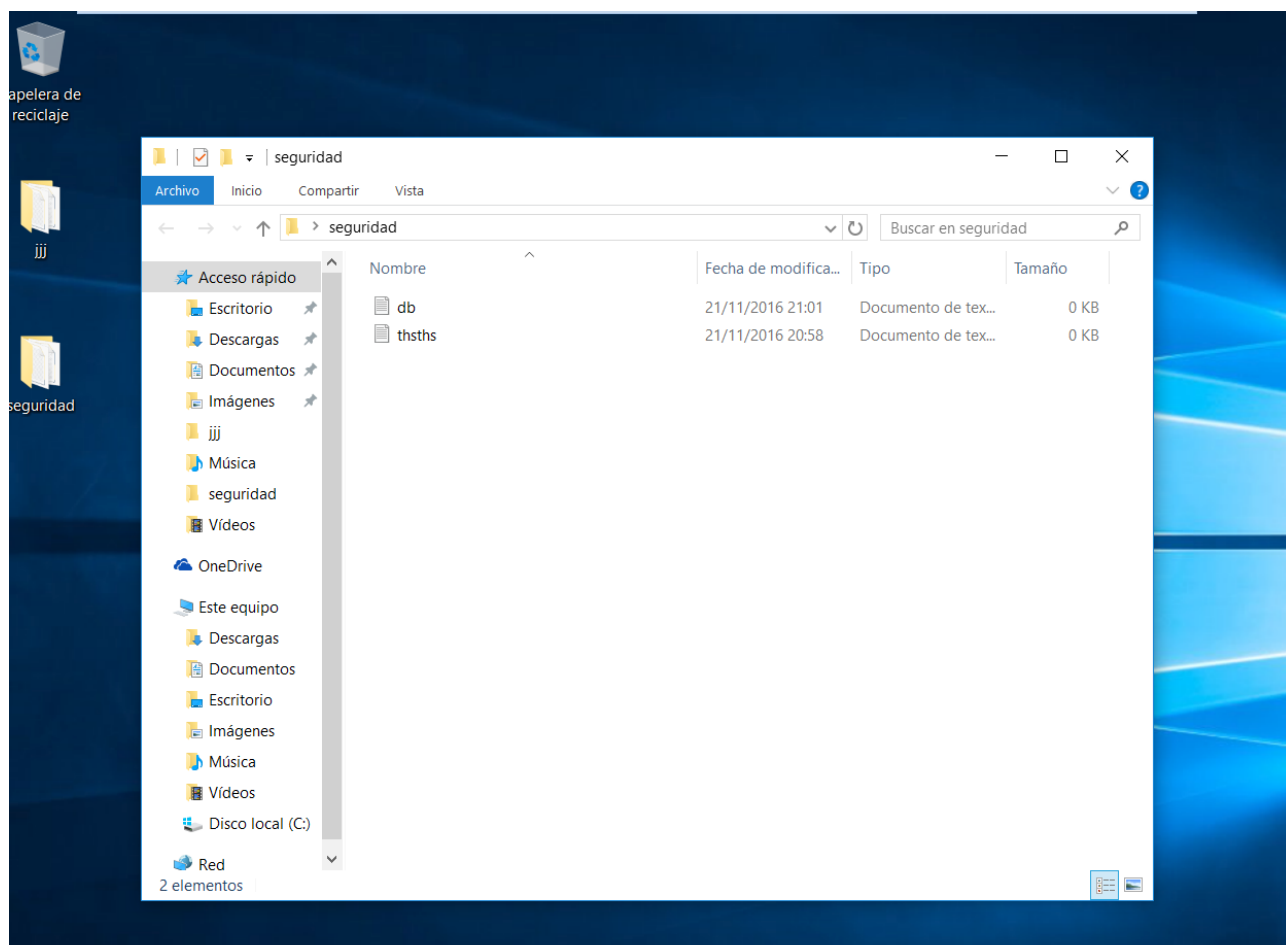 apelera de
reciclaje
jjj
seguridad
seguridad
Archivo Inicio Compartir Vista
seguridad Buscar en seguridad
Nombre Fecha de modifica... Tipo Tamaño
db 21/11/2016 21:01 Documento de tex... 0 KB
thsths 21/11/2016 20:58 Documento de tex... 0 KB
Acceso rápido
Escritorio
Descargas
Documentos
Imágenes
jjj
Música
seguridad
Vídeos
OneDrive
Este equipo
Descargas
Documentos
Escritorio
Imágenes
Música
Vídeos
Disco local (C:)
Red
2 elementos